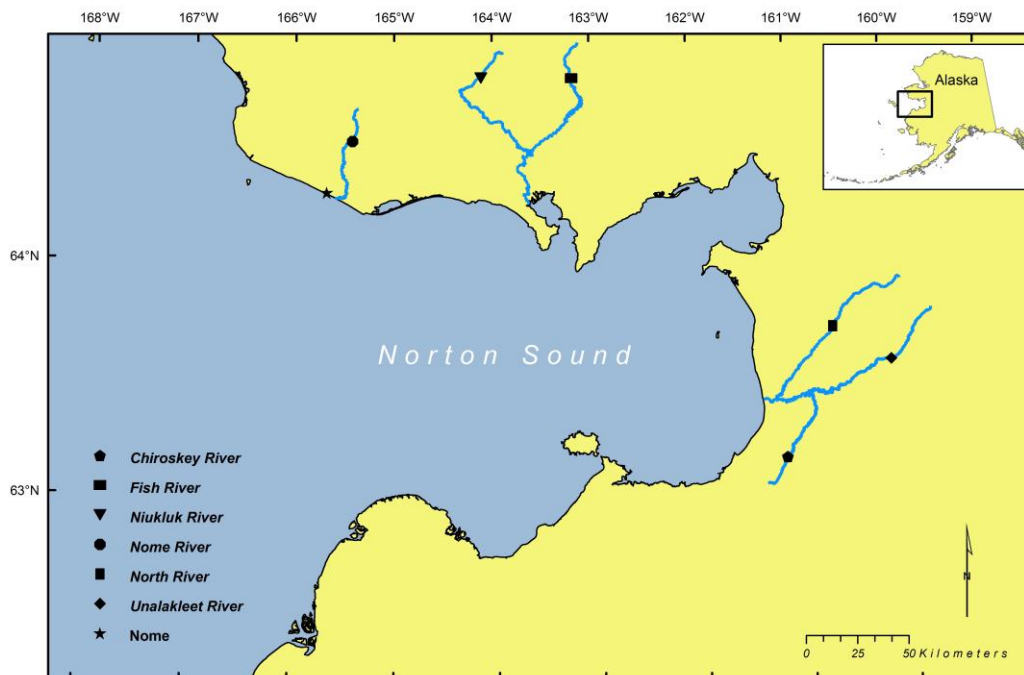 168°W 167°W 166°W 165°W 164°W 163°W 162°W 161°W 160°W 159°W
Alaska
64°N
Norton Sound
63°N
Chiroskey River
Fish River
Niukluk River
Nome River
North River
Unalakleet River
Nome
N
0 25 50 Kilometers